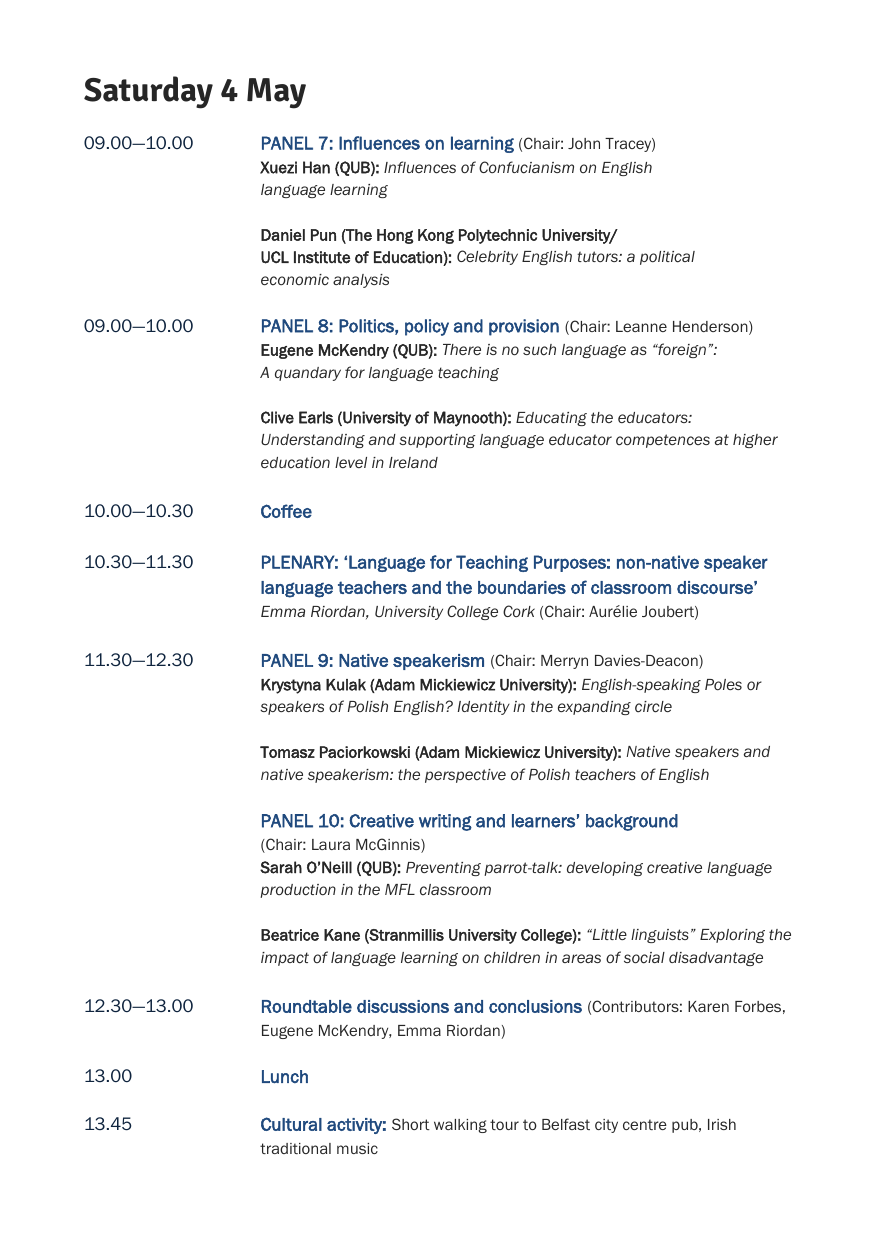 Saturday 4 May
09.00—10.00 PANEL 7: Influences on learning (Chair: John Tracey)
Xuezi Han (QUB): Influences of Confucianism on English
language learning
Daniel Pun (The Hong Kong Polytechnic University/
UCL Institute of Education): Celebrity English tutors: a political
economic analysis
09.00—10.00 PANEL 8: Politics, policy and provision (Chair: Leanne Henderson)
Eugene McKendry (QUB): There is no such language as “foreign”:
A quandary for language teaching
Clive Earls (University of Maynooth): Educating the educators:
Understanding and supporting language educator competences at higher
education level in Ireland
10.00—10.30 Coffee
10.30—11.30 PLENARY: ‘Language for Teaching Purposes: non-native speaker
language teachers and the boundaries of classroom discourse’
Emma Riordan, University College Cork (Chair: Aurélie Joubert)
11.30—12.30 PANEL 9: Native speakerism (Chair: Merryn Davies-Deacon)
Krystyna Kulak (Adam Mickiewicz University): English-speaking Poles or
speakers of Polish English? Identity in the expanding circle
Tomasz Paciorkowski (Adam Mickiewicz University): Native speakers and
native speakerism: the perspective of Polish teachers of English
PANEL 10: Creative writing and learners’ background
(Chair: Laura McGinnis)
Sarah O’Neill (QUB): Preventing parrot-talk: developing creative language
production in the MFL classroom
Beatrice Kane (Stranmillis University College): “Little linguists” Exploring the
impact of language learning on children in areas of social disadvantage
12.30—13.00 Roundtable discussions and conclusions (Contributors: Karen Forbes,
Eugene McKendry, Emma Riordan)
13.00 Lunch
13.45 Cultural activity: Short walking tour to Belfast city centre pub, Irish
traditional music